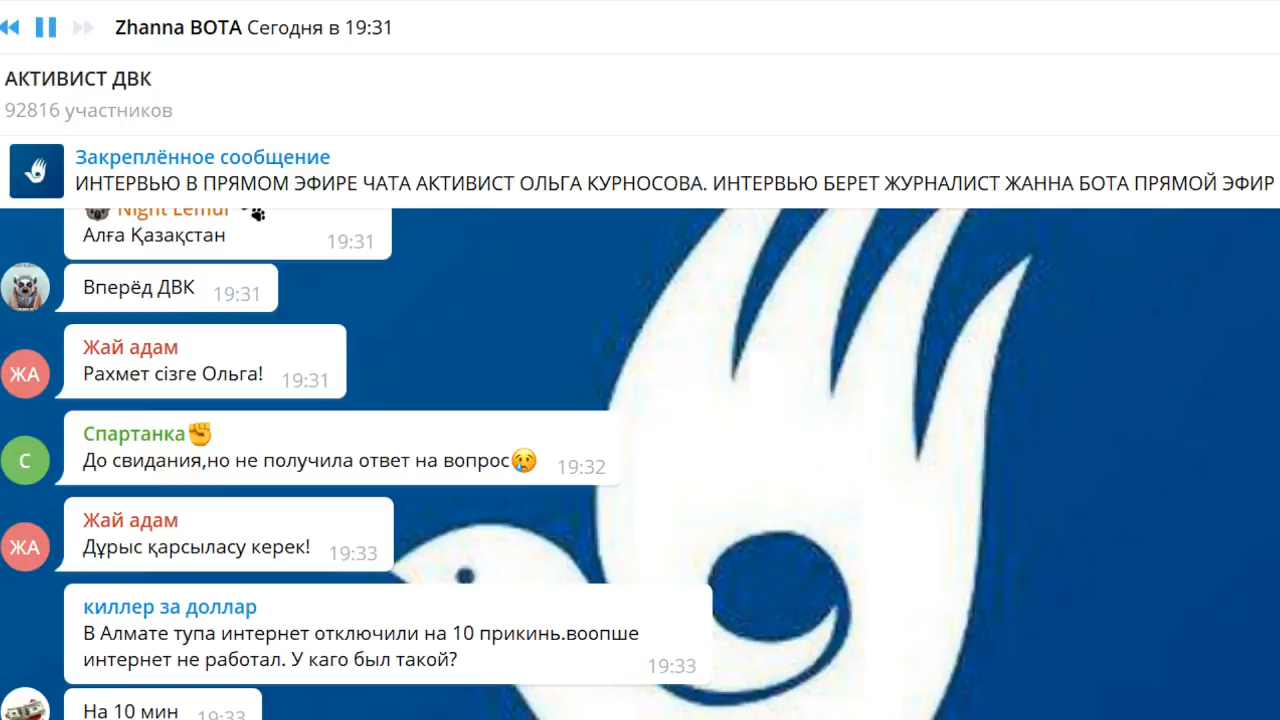 Zhanna BOTA Сегодня в 19:31
АКТИВИСТ ДВК
92816 участников
Закреплённое сообщение
ИНТЕРВЬЮ В ПРЯМОМ ЭФИРЕ ЧАТА АКТИВИСТ ОЛЬГА КУРНОСОВА. ИНТЕРВЬЮ БЕРЕТ ЖУРНАЛИСТ ЖАННА БОТА ПРЯМОЙ ЭФИР
Night Lemur
Алға Қазақстан 19:31
Вперёд ДВК 19:31
Жай адам
ЖА
Рахмет сізге Ольга! 19:31
Спартанка✊
С
До свидания,но не получила ответ на вопрос😢 19:32
Жай адам
ЖА
Дұрыс қарсыласу керек! 19:33
киллер за доллар
В Алмате тупа интернет отключили на 10 прикинь.воопше
интернет не работал. У каго был такой? 19:33
На 10 мин 19:33